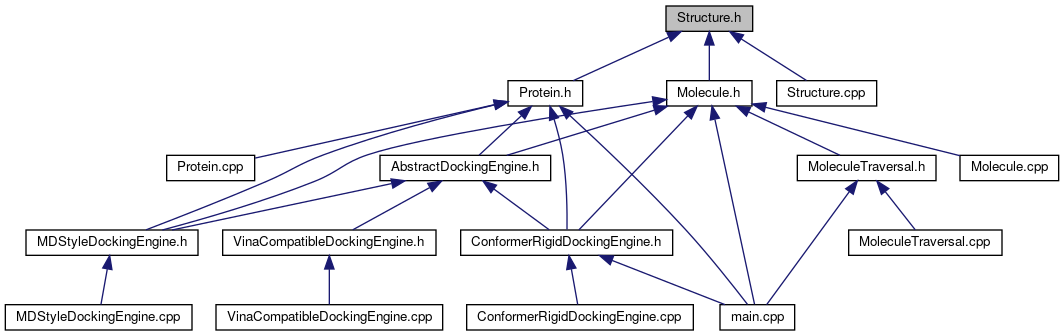 Structure.h
Protein.h
Molecule.h
Structure.cpp
Protein.cpp
AbstractDockingEngine.h
MoleculeTraversal.h
Molecule.cpp
MDStyleDockingEngine.h
VinaCompatibleDockingEngine.h
ConformerRigidDockingEngine.h
MoleculeTraversal.cpp
MDStyleDockingEngine.cpp
VinaCompatibleDockingEngine.cpp
ConformerRigidDockingEngine.cpp
main.cpp